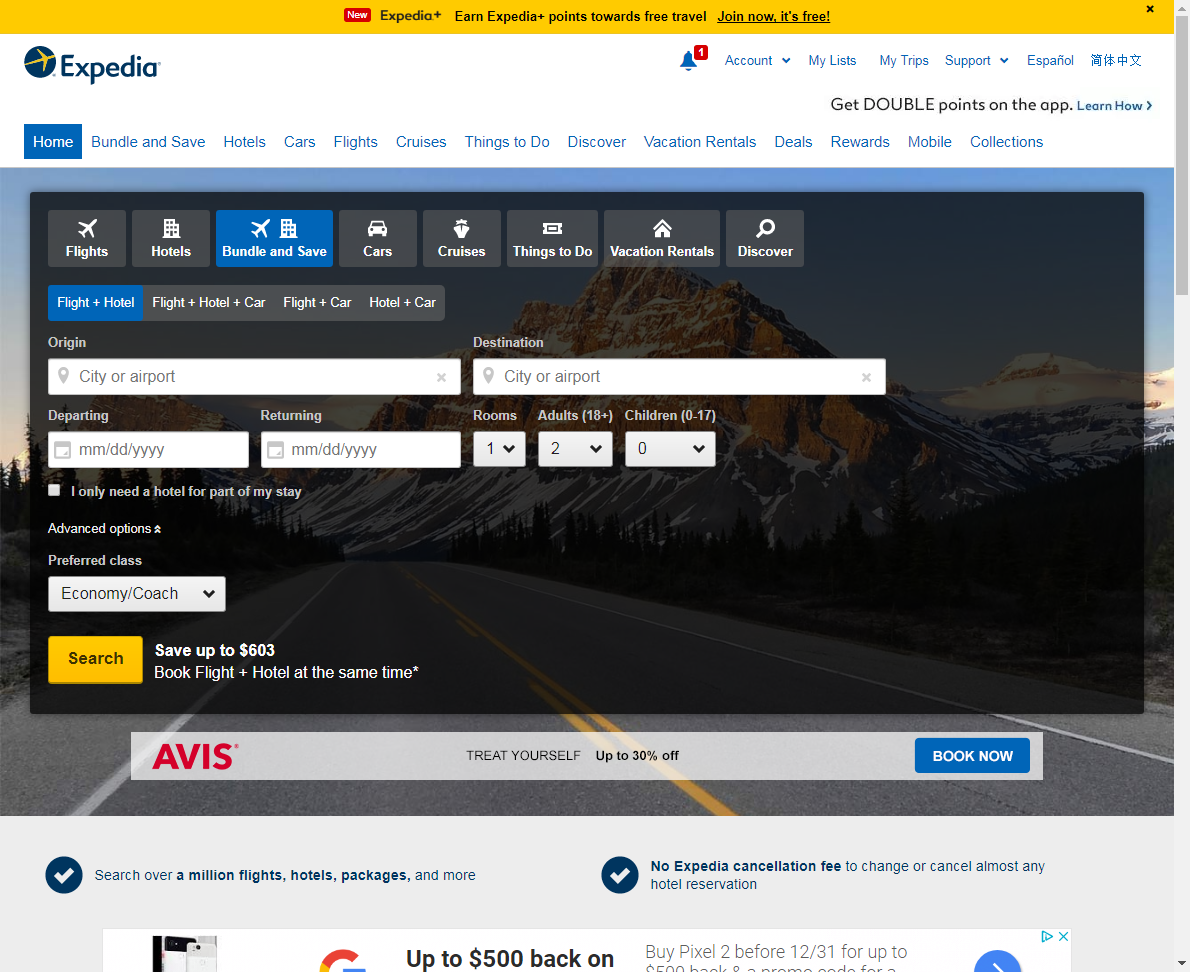 New Expedia+ Earn Expedia+ points towards free travel Join now, it's free!
Expedia
1 Account My Lists My Trips Support Español 简体中文
Get DOUBLE points on the app. Learn How
Home Bundle and Save Hotels Cars Flights Cruises Things to Do Discover Vacation Rentals Deals Rewards Mobile Collections
Flights Hotels Bundle and Save Cars Cruises Things to Do Vacation Rentals Discover
Flight + Hotel Flight + Hotel + Car Flight + Car Hotel + Car
Origin Destination
City or airport City or airport
Departing Returning Rooms Adults (18+) Children (0-17)
mm/dd/yyyy mm/dd/yyyy 1 2 0
I only need a hotel for part of my stay
Advanced options
Preferred class
Economy/Coach
Search Save up to $603
Book Flight + Hotel at the same time*
AVIS TREAT YOURSELF Up to 30% off BOOK NOW
Search over a million flights, hotels, packages, and more
No Expedia cancellation fee to change or cancel almost any
hotel reservation
Up to $500 back on
Buy Pixel 2 before 12/31 for up to
$500 back & a promo code for a